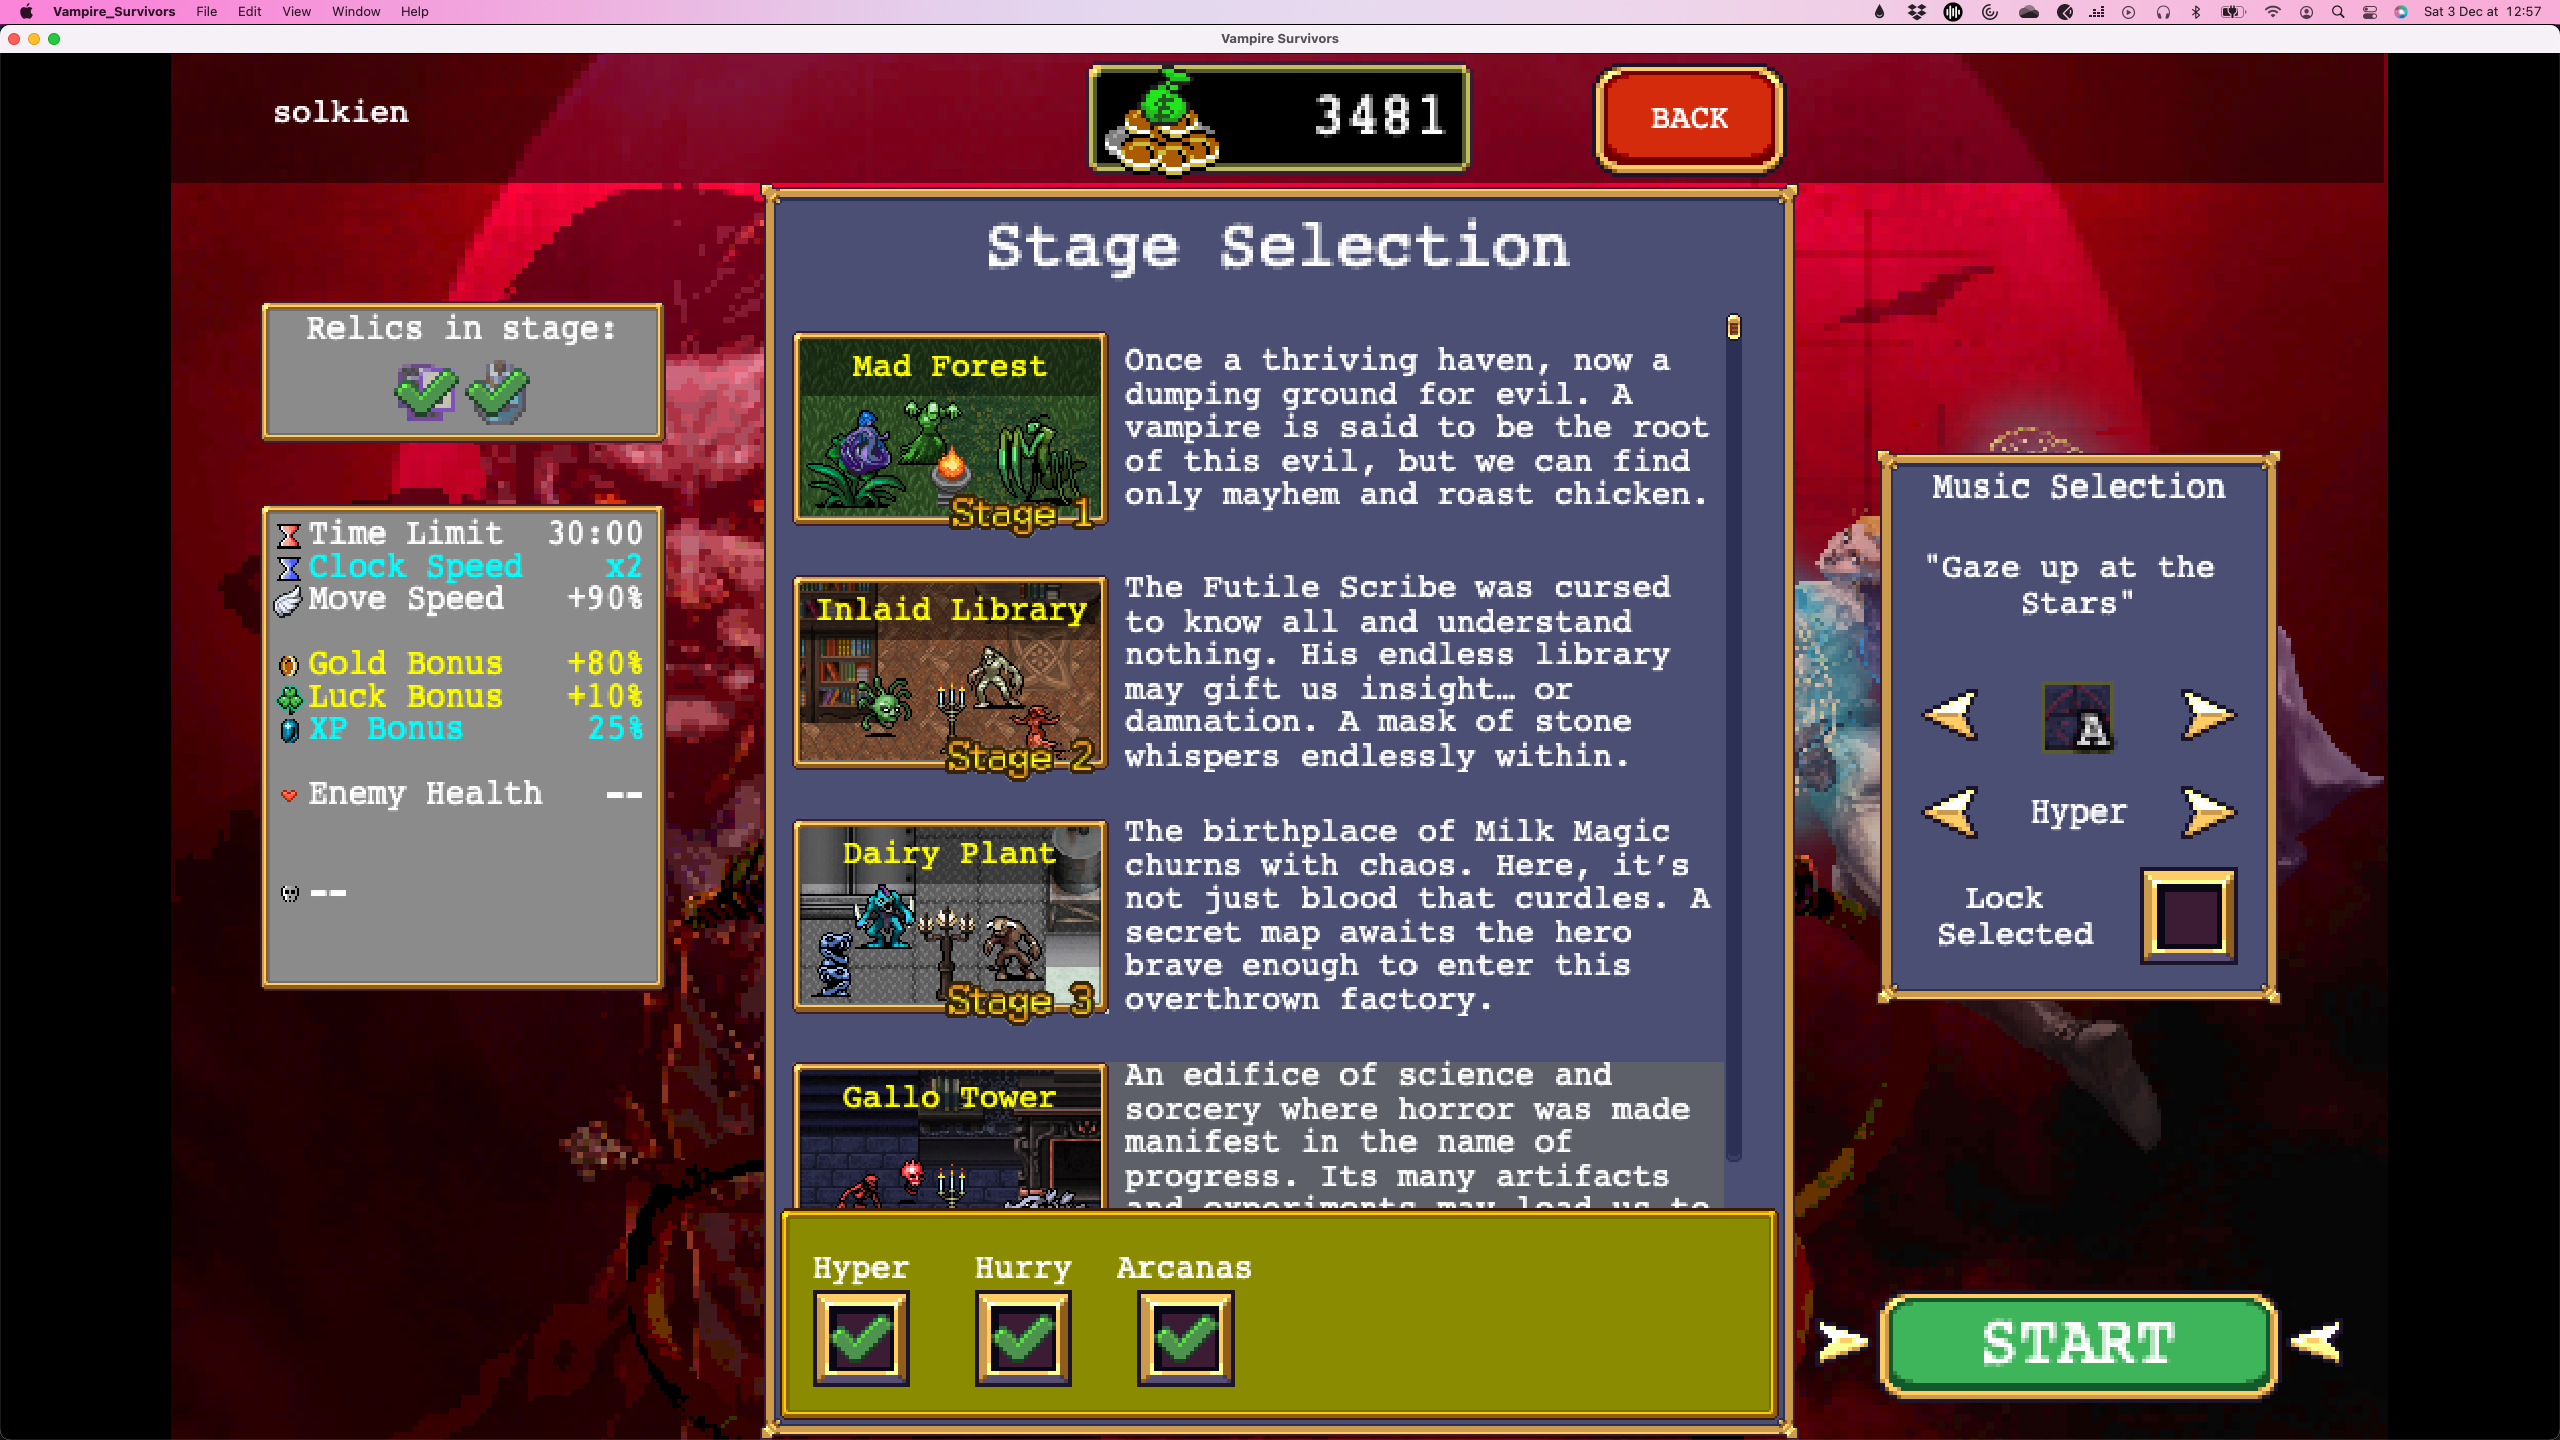 Vampire_Survivors File Edit View Window Help
Sat 3 Dec at 12:57
Vampire Survivors
solkien
3481
BACK
Stage Selection
Relics in stage:
Time Limit 30:00
Clock Speed x2
Move Speed +90%
Gold Bonus +80%
Luck Bonus +10%
XP Bonus 25%
Enemy Health --
--
Mad Forest
Stage 1
Once a thriving haven, now a
dumping ground for evil. A
vampire is said to be the root
of this evil, but we can find
only mayhem and roast chicken.
Inlaid Library
Stage 2
The Futile Scribe was cursed
to know all and understand
nothing. His endless library
may gift us insight… or
damnation. A mask of stone
whispers endlessly within.
Dairy Plant
Stage 3
The birthplace of Milk Magic
churns with chaos. Here, it’s
not just blood that curdles. A
secret map awaits the hero
brave enough to enter this
overthrown factory.
Gallo Tower
An edifice of science and
sorcery where horror was made
manifest in the name of
progress. Its many artifacts
and experiments may lead us to
Hyper Hurry Arcanas
Music Selection
"Gaze up at the
Stars"
A
Hyper
Lock
Selected
START